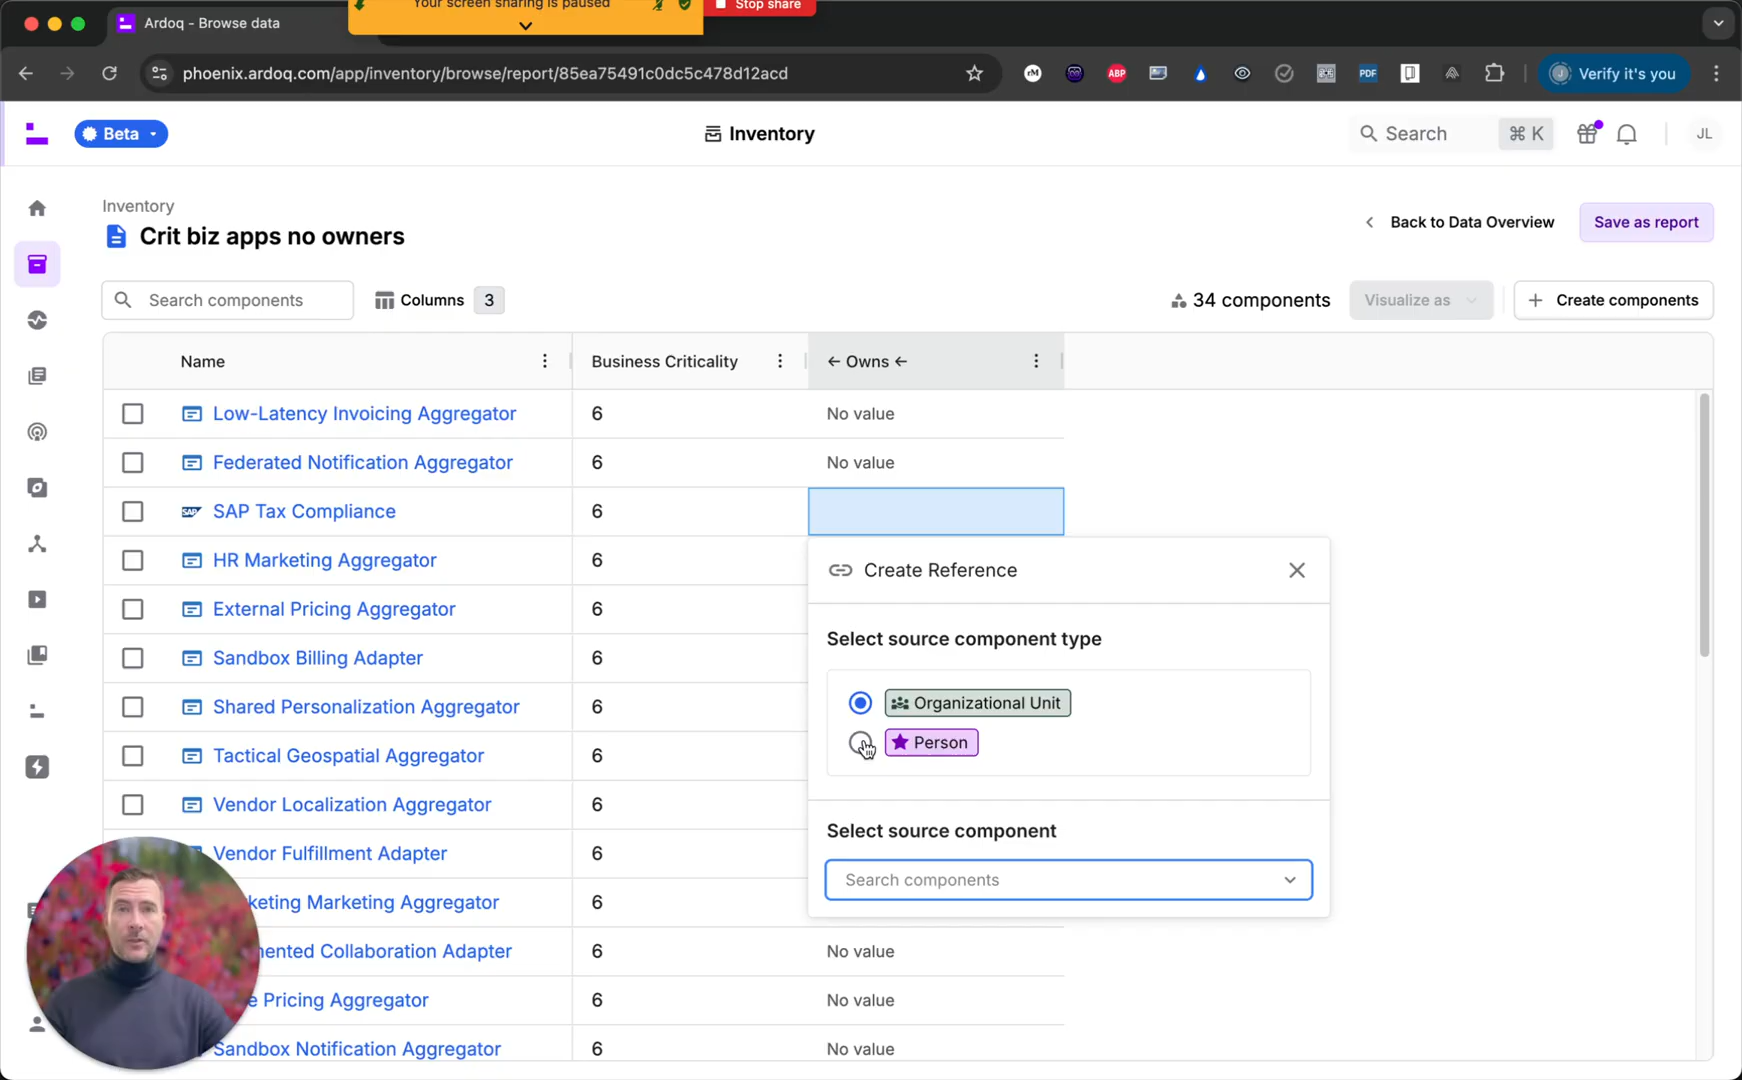 Ardoq - Browse data
Your screen sharing is paused
Stop share
phoenix.ardoq.com/app/inventory/browse/report/85ea75491c0dc5c478d12acd
rM
ABP
PDF
Verify it's you
Beta
Inventory
Search
⌘ K
JL
Inventory
Crit biz apps no owners
Back to Data Overview
Save as report
Search components
Columns 3
34 components
Visualize as
+ Create components
Name
Business Criticality
← Owns ←
Low-Latency Invoicing Aggregator
6
No value
Federated Notification Aggregator
6
No value
SAP
SAP Tax Compliance
6
HR Marketing Aggregator
6
External Pricing Aggregator
6
Sandbox Billing Adapter
6
Shared Personalization Aggregator
6
Tactical Geospatial Aggregator
6
Vendor Localization Aggregator
6
Vendor Fulfillment Adapter
6
keting Marketing Aggregator
6
mented Collaboration Adapter
6
No value
e Pricing Aggregator
6
No value
Sandbox Notification Aggregator
6
No value
Create Reference
Select source component type
Organizational Unit
Person
Select source component
Search components